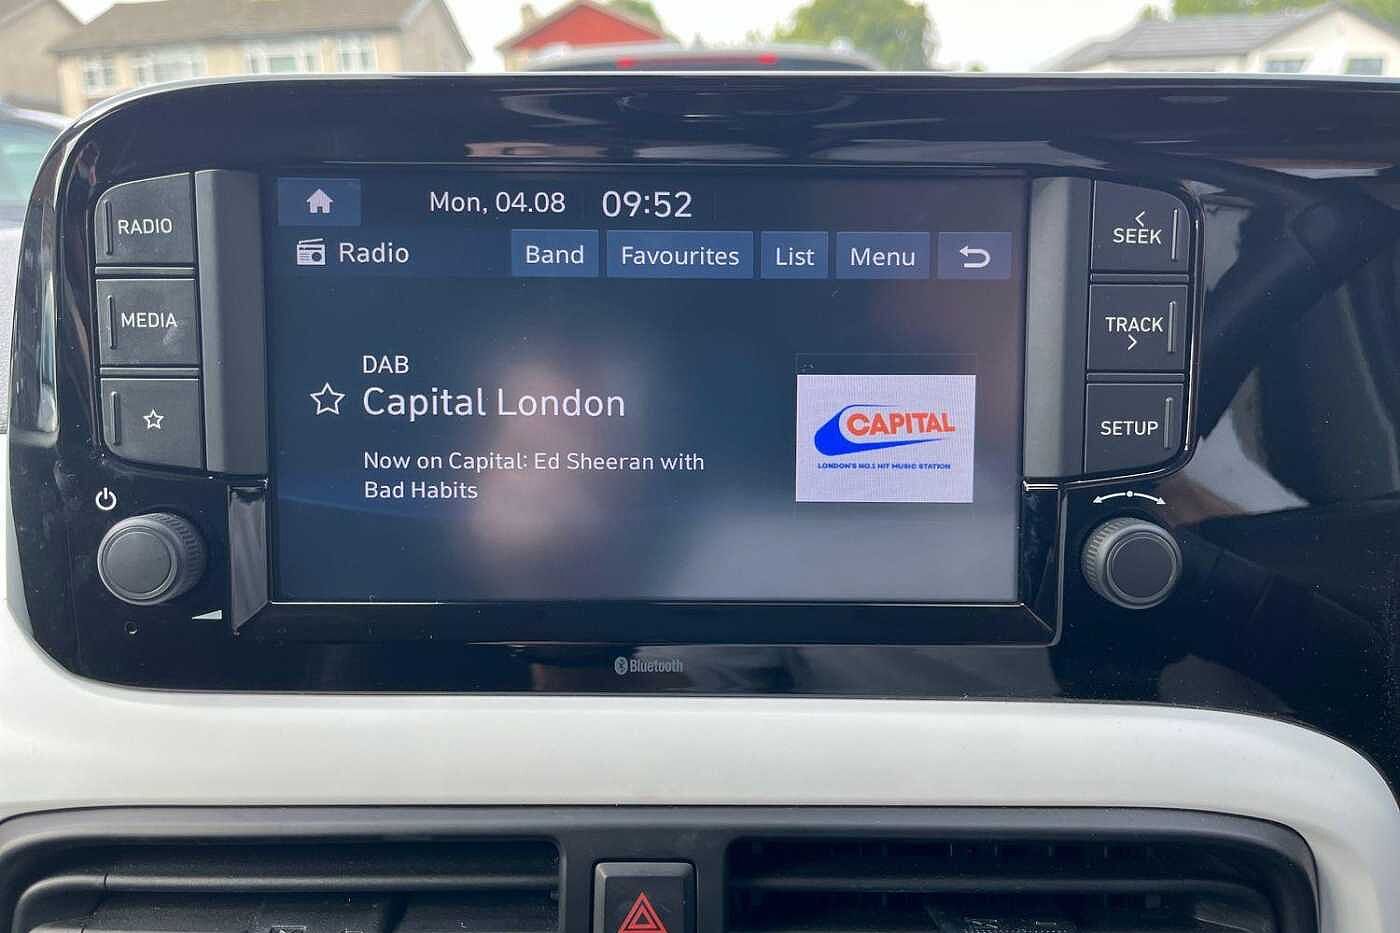 RADIO
MEDIA
Mon, 04.08 09:52
Radio Band Favourites List Menu
DAB
Capital London
Now on Capital: Ed Sheeran with
Bad Habits
CAPITAL
LONDON'S NO.1 HIT MUSIC STATION
<
SEEK
TRACK
>
SETUP
Bluetooth